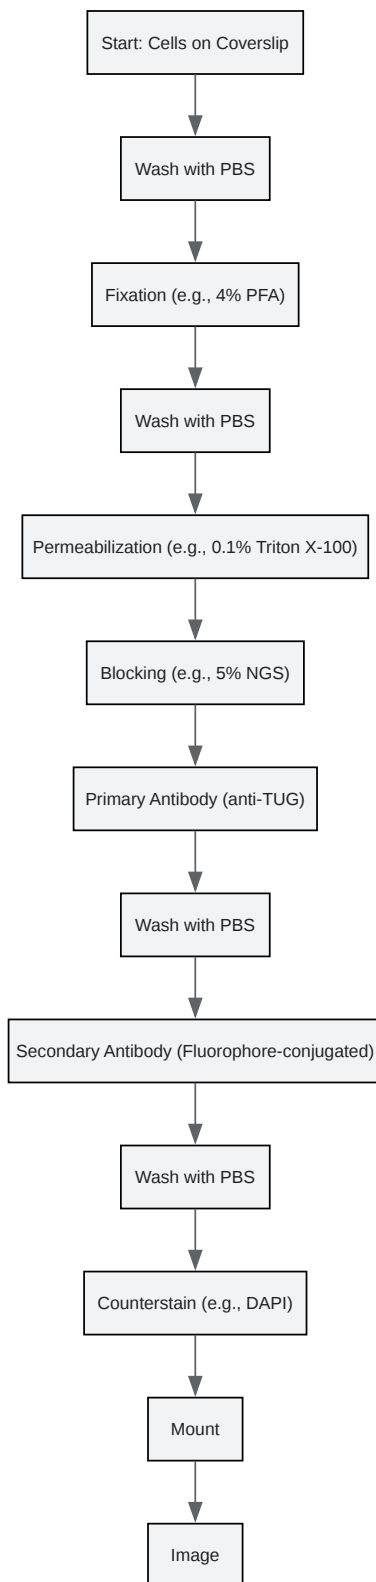 Start: Cells on Coverslip
Wash with PBS
Fixation (e.g., 4% PFA)
Wash with PBS
Permeabilization (e.g., 0.1% Triton X-100)
Blocking (e.g., 5% NGS)
Primary Antibody (anti-TUG)
Wash with PBS
Secondary Antibody (Fluorophore-conjugated)
Wash with PBS
Counterstain (e.g., DAPI)
Mount
Image